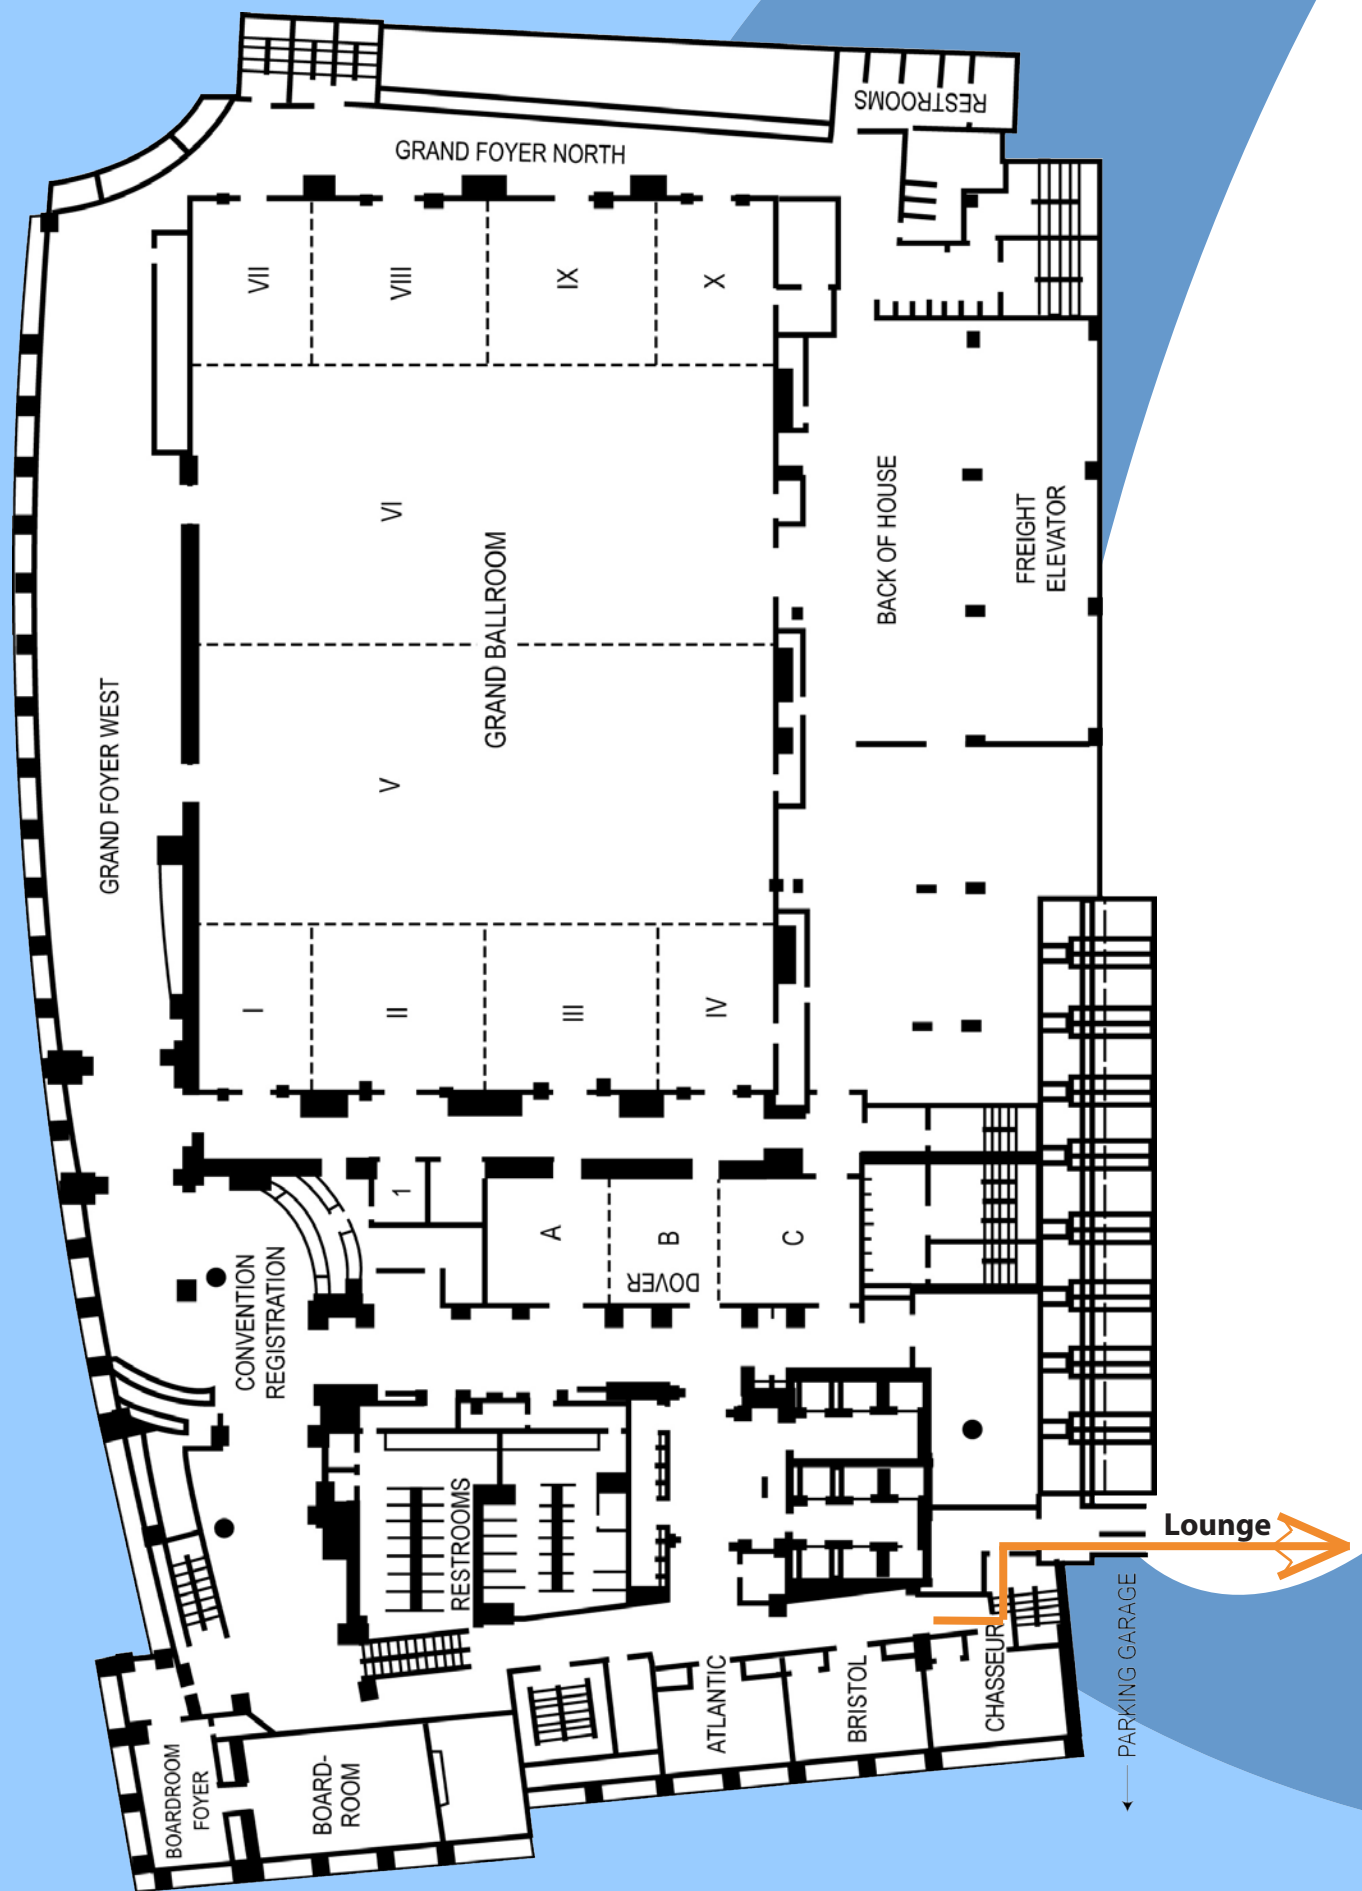 RESTROOMS
GRAND FOYER NORTH
VII
VIII
IX
X
VI
GRAND BALLROOM
BACK OF HOUSE
FREIGHT
ELEVATOR
GRAND FOYER WEST
V
I
II
III
IV
1
A
B
C
DOVER
CONVENTION
REGISTRATION
RESTROOMS
Lounge
PARKING GARAGE
CHASSEUR
BRISTOL
ATLANTIC
BOARDROOM
FOYER
BOARD-
ROOM